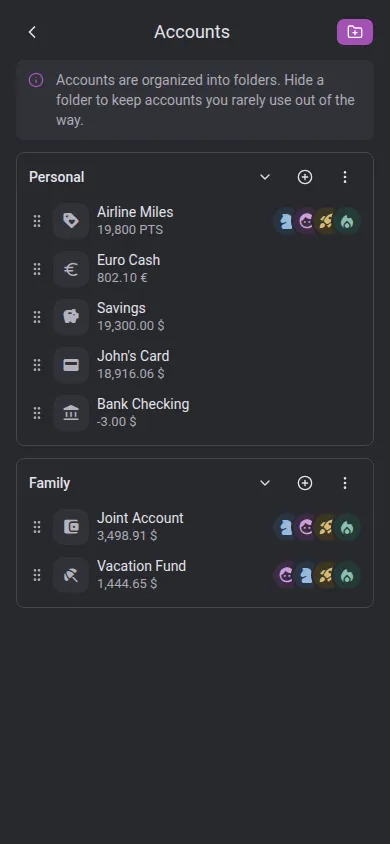 Accounts
Accounts are organized into folders. Hide a
folder to keep accounts you rarely use out of the
way.
Personal
Airline Miles
19,800 PTS
Euro Cash
802.10 €
Savings
19,300.00 $
John's Card
18,916.06 $
Bank Checking
-3.00 $
Family
Joint Account
3,498.91 $
Vacation Fund
1,444.65 $